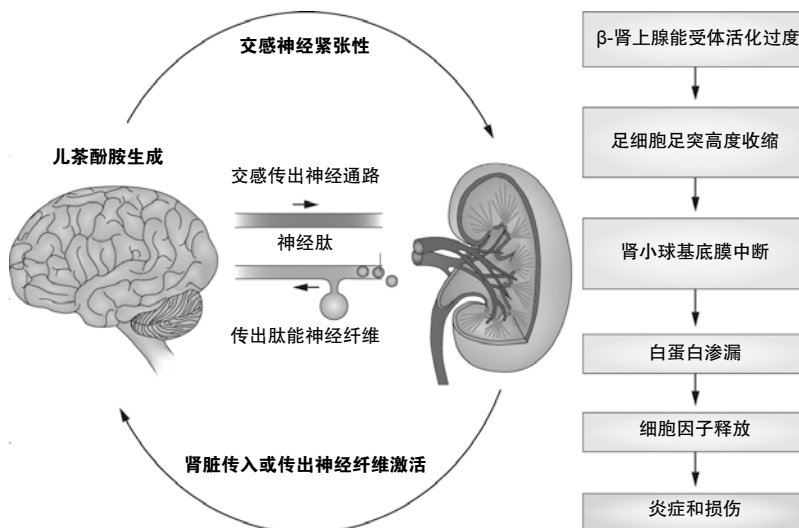 交感神经紧张性
儿茶酚胺生成
交感传出神经通路
神经肽
传出肽能神经纤维
肾脏传入或传出神经纤维激活
β-肾上腺能受体活化过度
足细胞足突高度收缩
肾小球基底膜中断
白蛋白渗漏
细胞因子释放
炎症和损伤